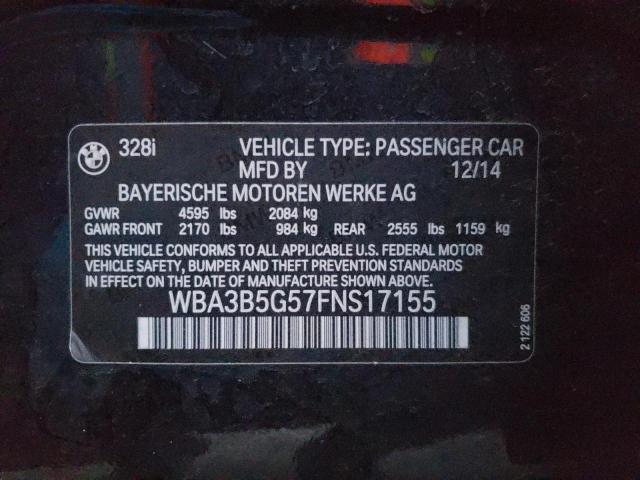 BMW
328i VEHICLE TYPE: PASSENGER CAR
MFD BY 12/14
BAYERISCHE MOTOREN WERKE AG
GVWR 4595 lbs 2084 kg
GAWR FRONT 2170 lbs 984 kg REAR 2555 lbs 1159 kg
THIS VEHICLE CONFORMS TO ALL APPLICABLE U.S. FEDERAL MOTOR
VEHICLE SAFETY, BUMPER AND THEFT PREVENTION STANDARDS
IN EFFECT ON THE DATE OF MANUFACTURE SHOWN ABOVE.
WBA3B5G57FNS17155
2 122 606